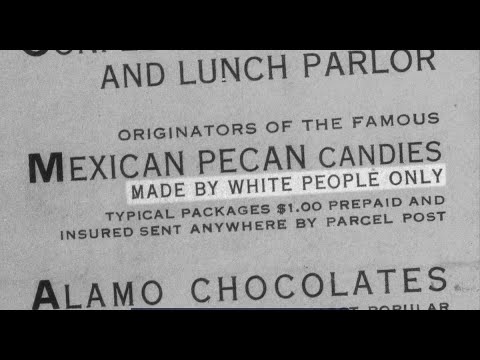 AND LUNCH PARLOR
ORIGINATORS OF THE FAMOUS
MEXICAN PECAN CANDIES
MADE BY WHITE PEOPLE ONLY
TYPICAL PACKAGES $1.00 PREPAID AND
INSURED SENT ANYWHERE BY PARCEL POST
ALAMO CHOCOLATES
POPULAR